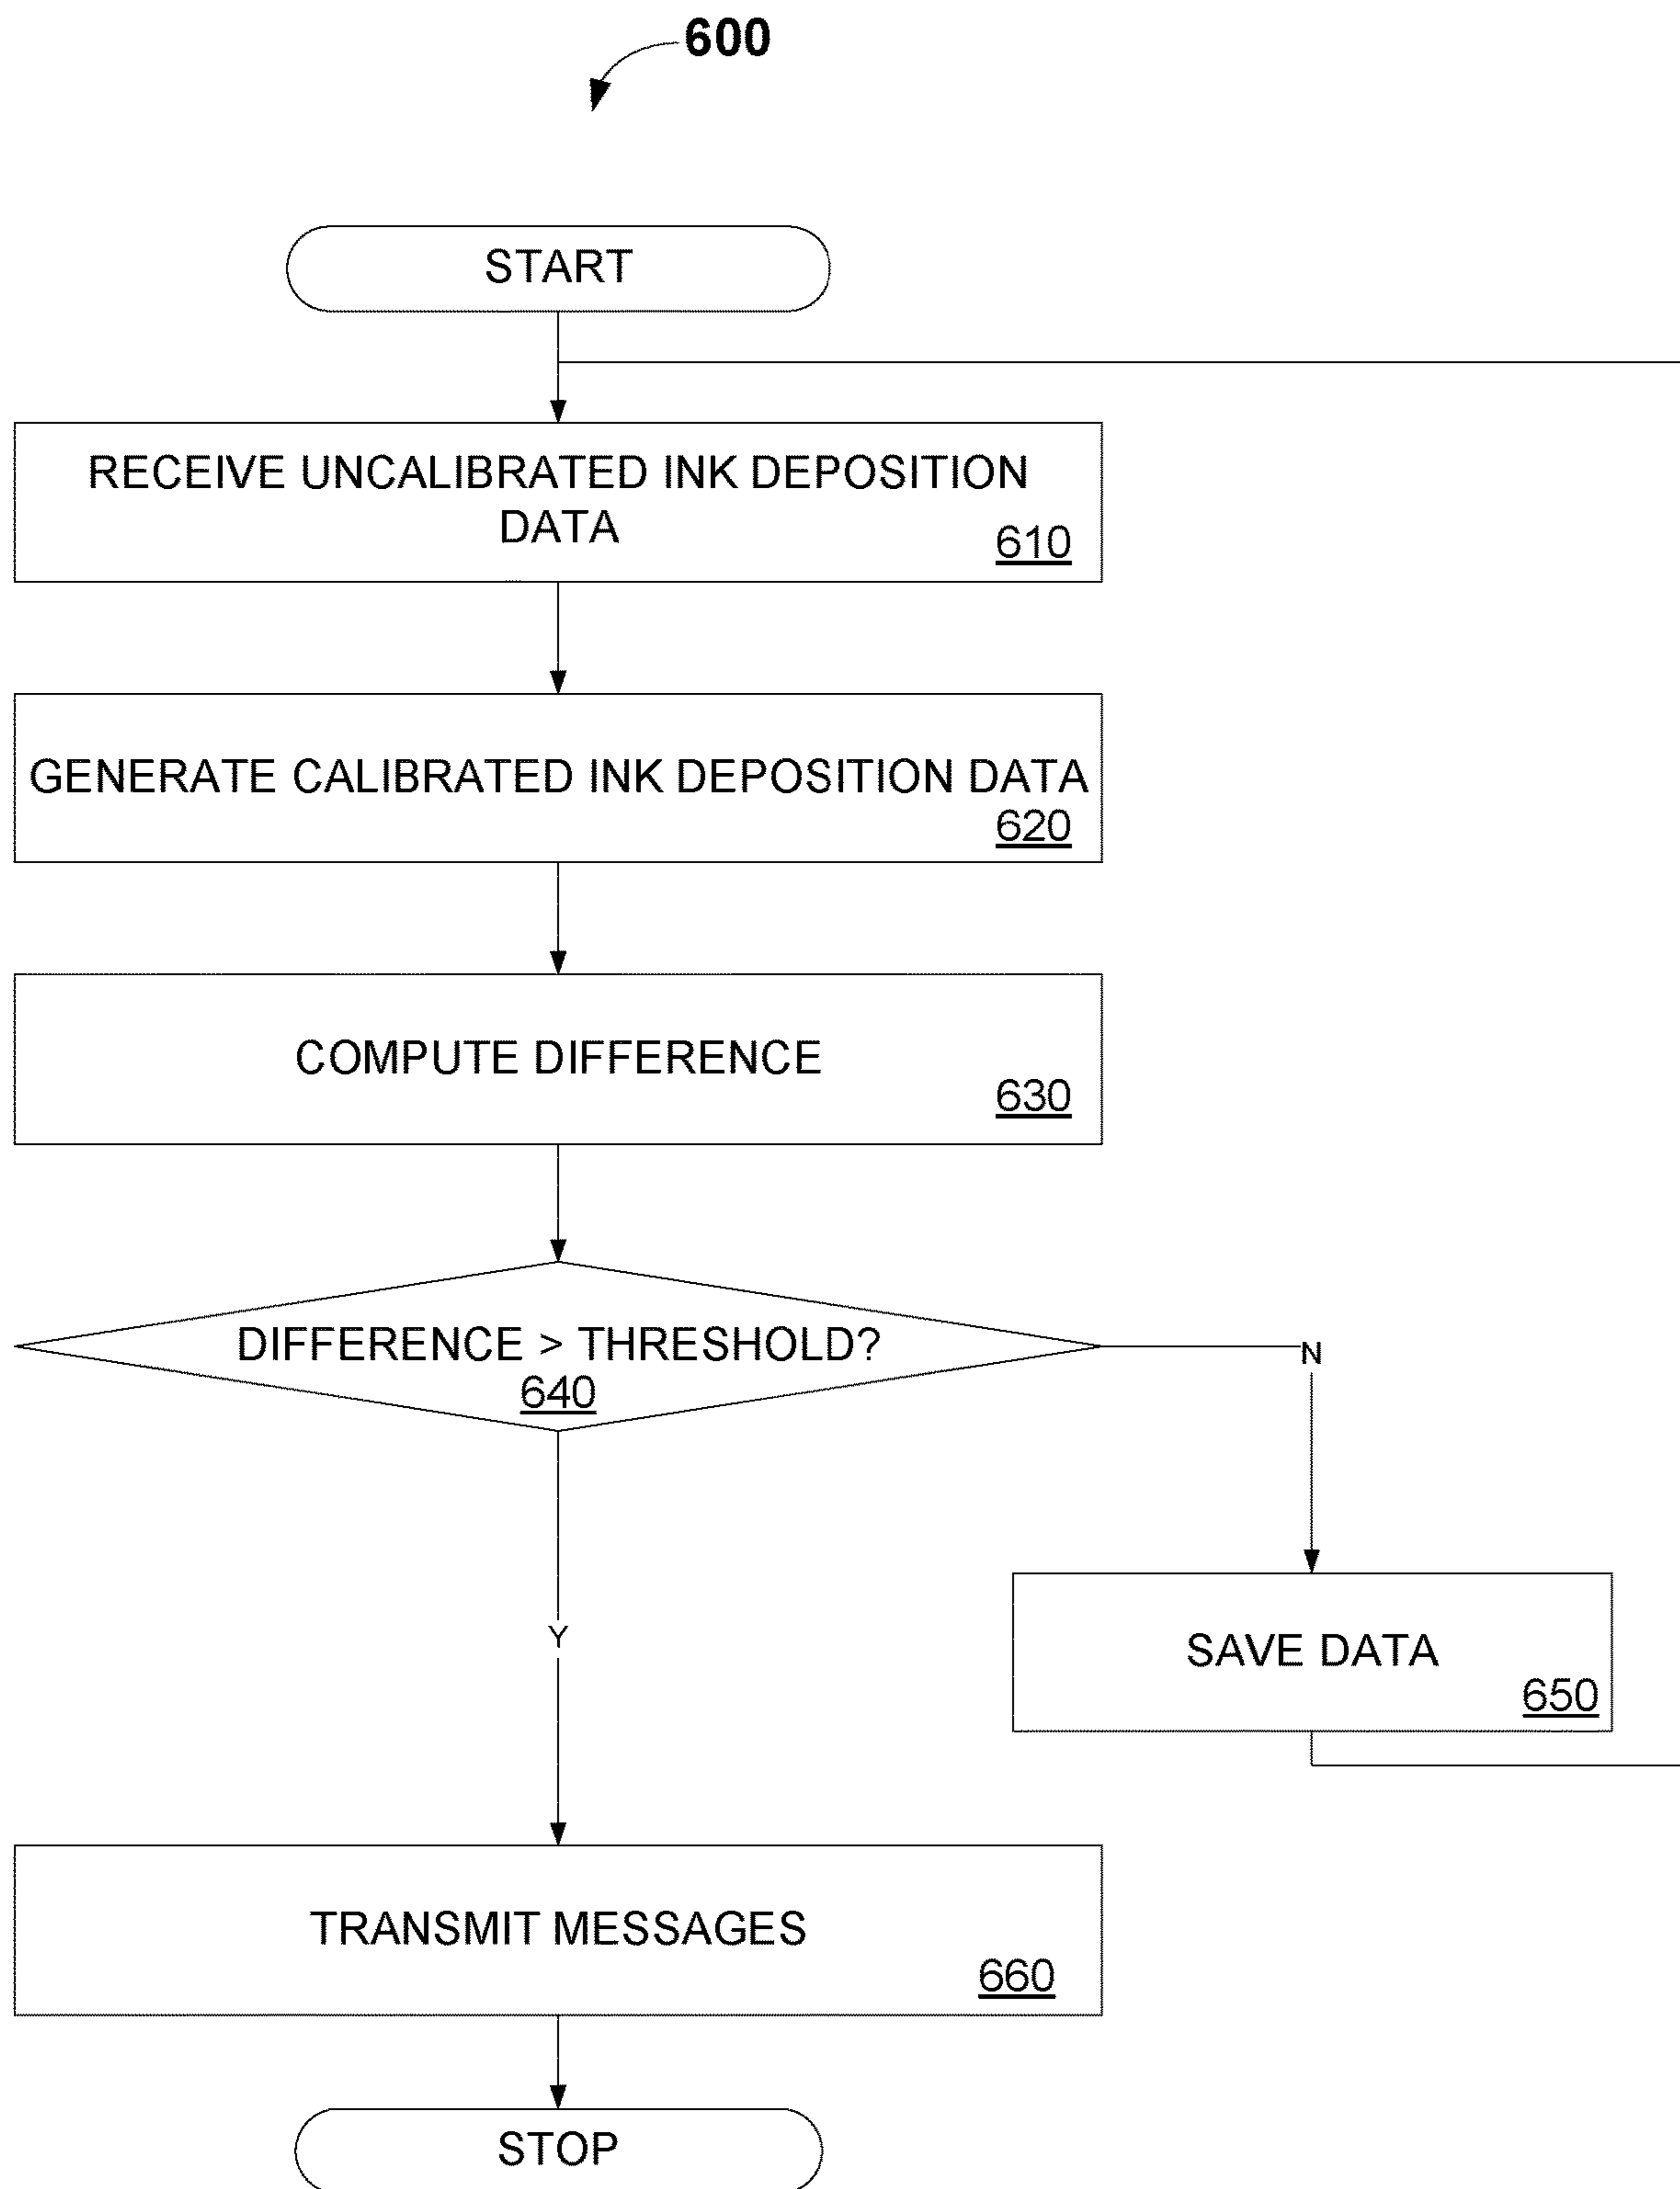 600
START
RECEIVE UNCALIBRATED INK DEPOSITION
DATA
610
GENERATE CALIBRATED INK DEPOSITION DATA
620
COMPUTE DIFFERENCE
630
DIFFERENCE > THRESHOLD?
640
N
Y
SAVE DATA
650
TRANSMIT MESSAGES
660
STOP